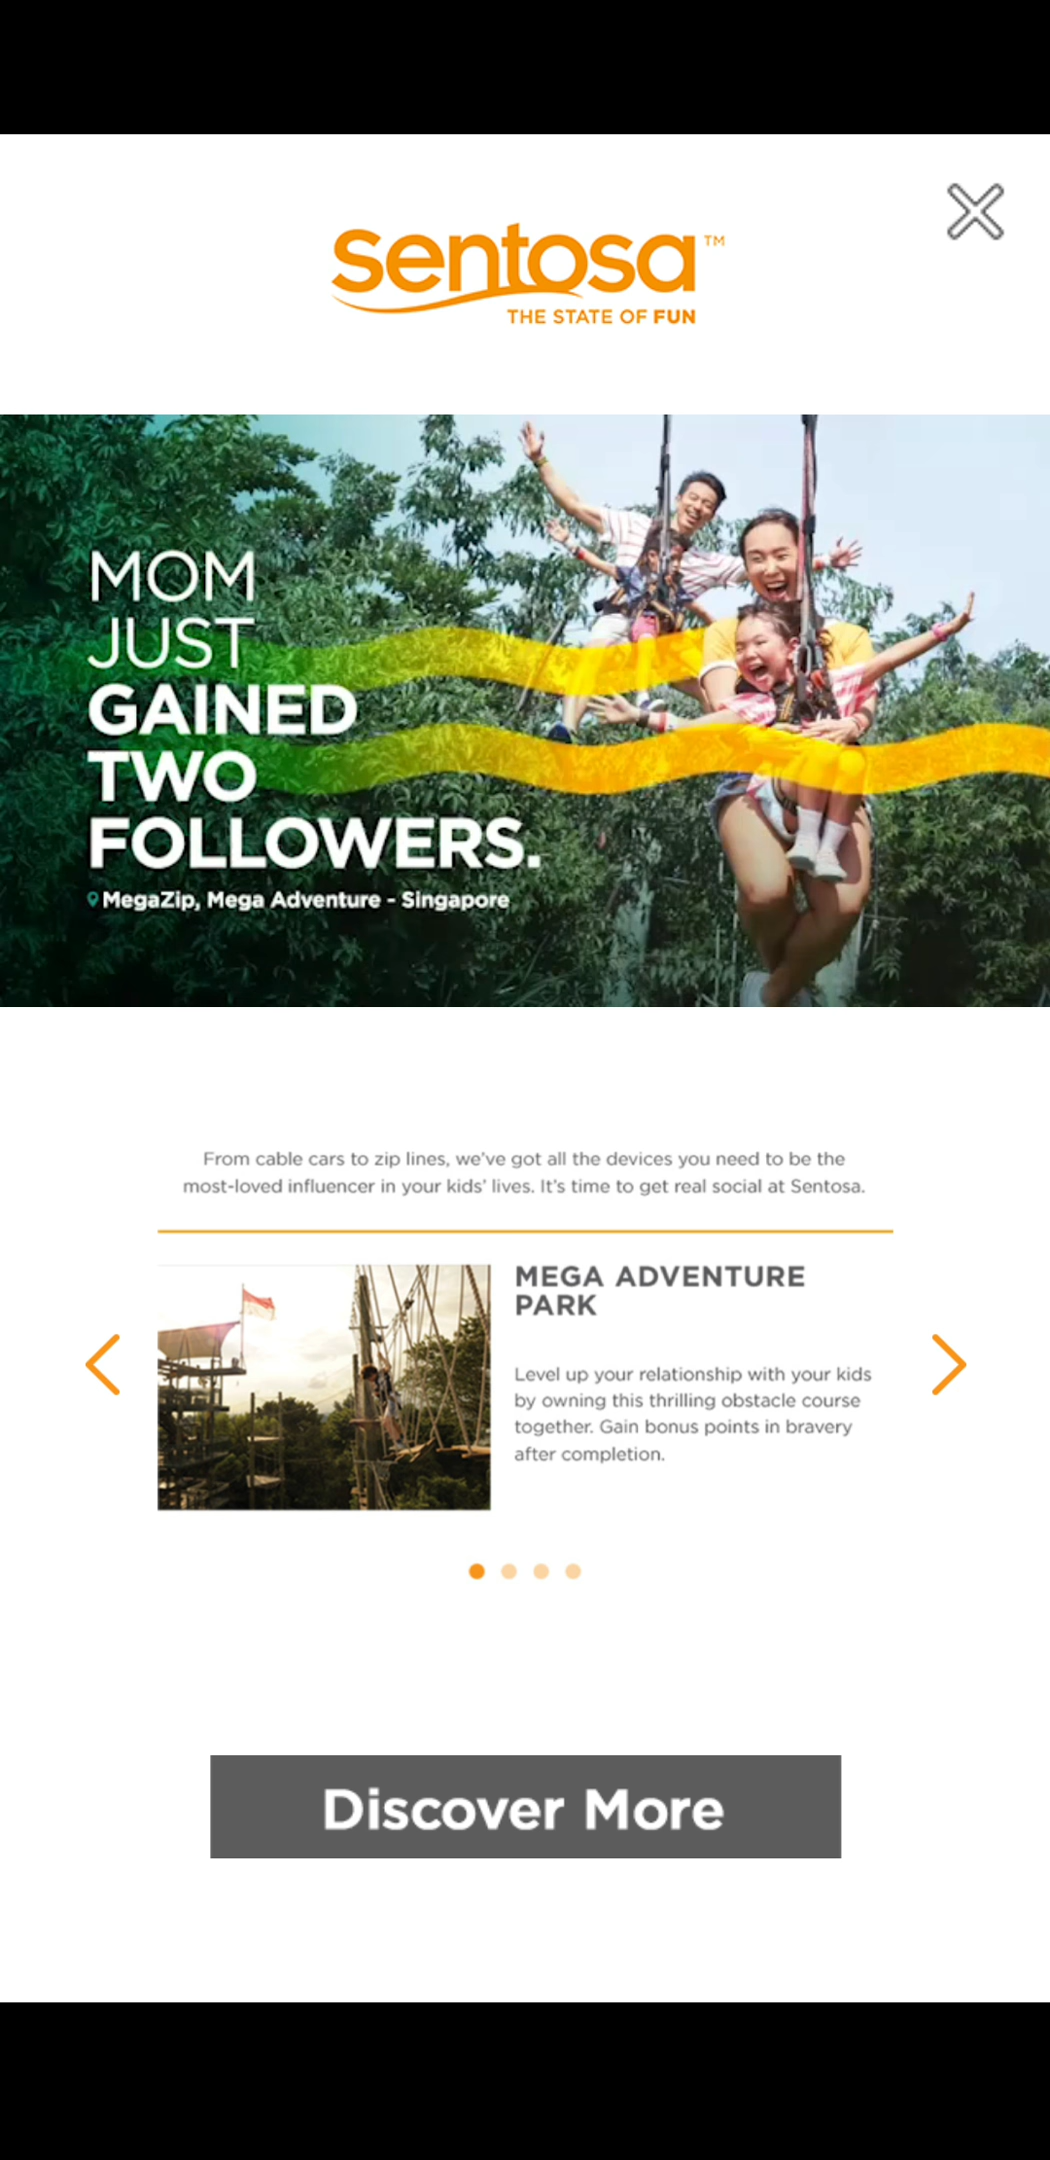 sentosa™
THE STATE OF FUN
MOM
JUST
GAINED
TWO
FOLLOWERS.
MegaZip, Mega Adventure - Singapore
From cable cars to zip lines, we've got all the devices you need to be the
most-loved influencer in your kids' lives. It's time to get real social at Sentosa.
MEGA ADVENTURE
PARK
Level up your relationship with your kids
by owning this thrilling obstacle course
together. Gain bonus points in bravery
after completion.
Discover More